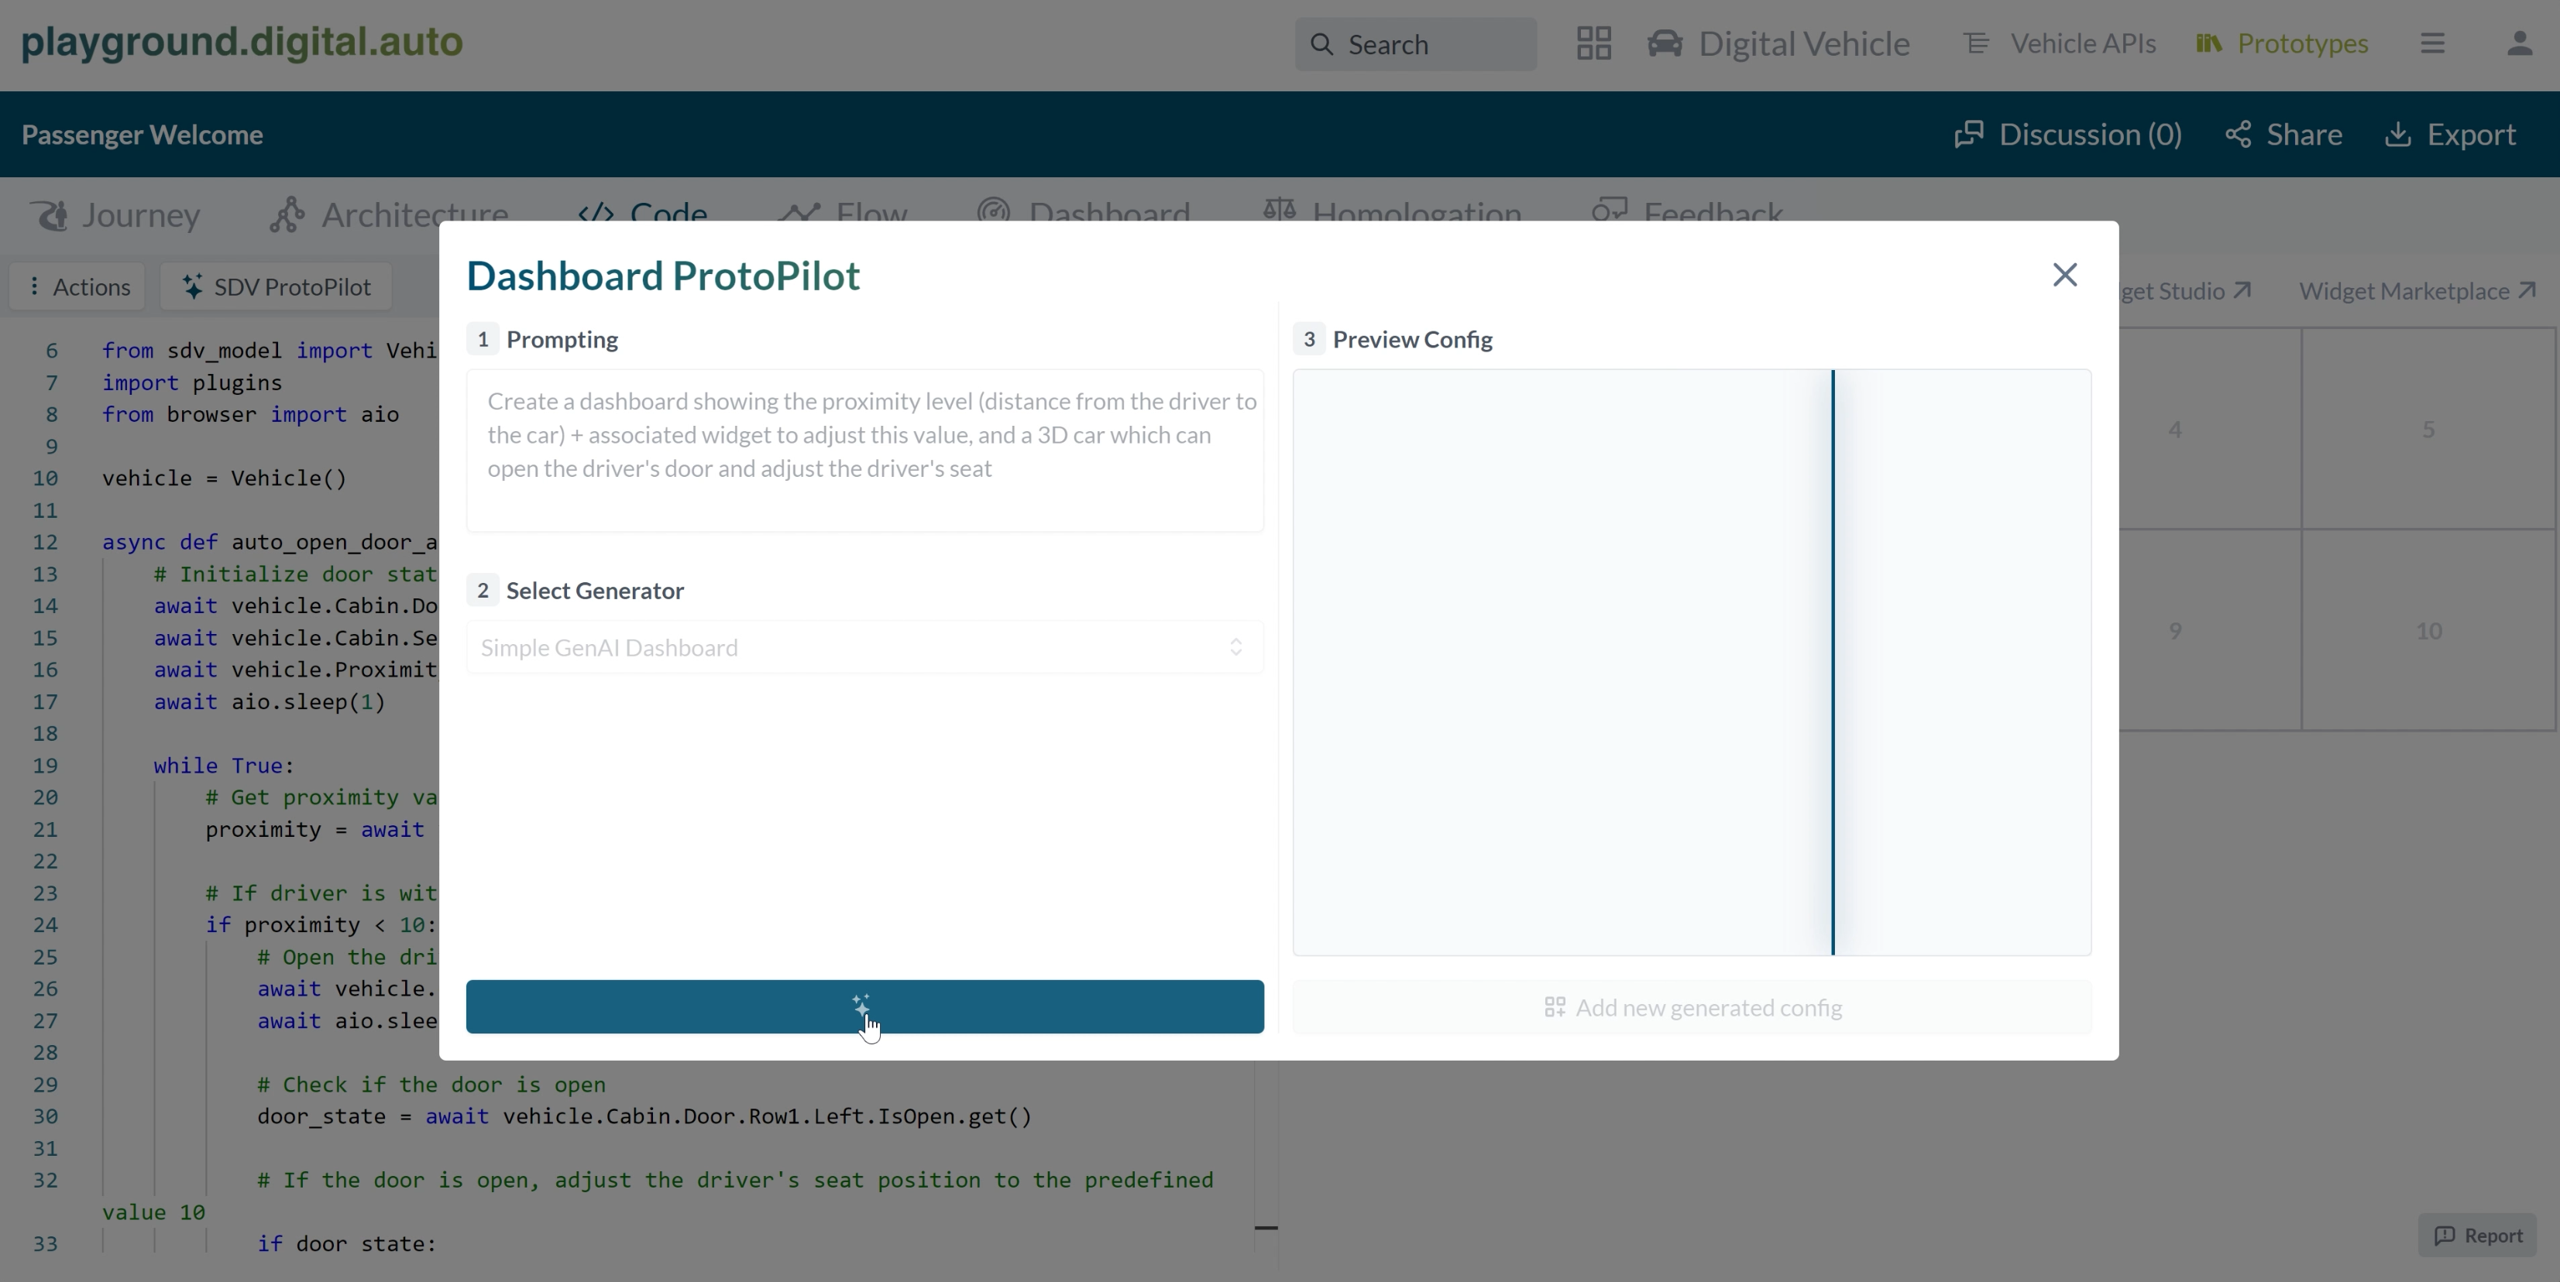 playground.digital.auto
Search
Digital Vehicle
Vehicle APIs
Prototypes
Passenger Welcome
Discussion (0)
Share
Export
Journey
Architecture
Code
Flow
Dashboard
Homologation
Feedback
Actions
SDV ProtoPilot
get Studio
Widget Marketplace
6 from sdv_model import Vehi
7 import plugins
8 from browser import aio
9
10 vehicle = Vehicle()
11
12 async def auto_open_door_a
13 # Initialize door stat
14 await vehicle.Cabin.Do
15 await vehicle.Cabin.Se
16 await vehicle.Proximit
17 await aio.sleep(1)
18
19 while True:
20 # Get proximity va
21 proximity = await
22
23 # If driver is wit
24 if proximity < 10:
25 # Open the dri
26 await vehicle.
27 await aio.slee
28
29 # Check if the door is open
30 door_state = await vehicle.Cabin.Door.Row1.Left.IsOpen.get()
31
32 # If the door is open, adjust the driver's seat position to the predefined
value 10
33 if door state:
Dashboard ProtoPilot
1 Prompting
Create a dashboard showing the proximity level (distance from the driver to
the car) + associated widget to adjust this value, and a 3D car which can
open the driver's door and adjust the driver's seat
2 Select Generator
Simple GenAI Dashboard
3 Preview Config
Add new generated config
4
5
9
10
Report